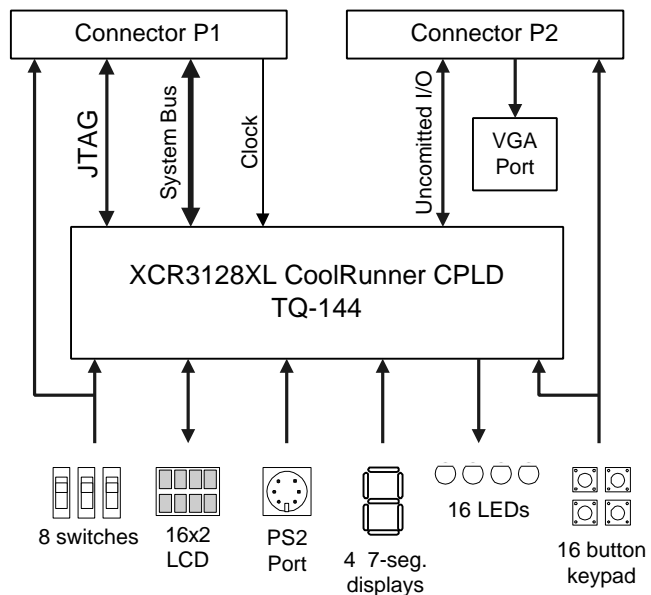 Connector P1
Connector P2
JTAG
System Bus
Clock
Uncomitted I/O
VGA
Port
XCR3128XL CoolRunner CPLD
TQ-144
8 switches
16x2
LCD
PS2
Port
4 7-seg.
displays
16 LEDs
16 button
keypad